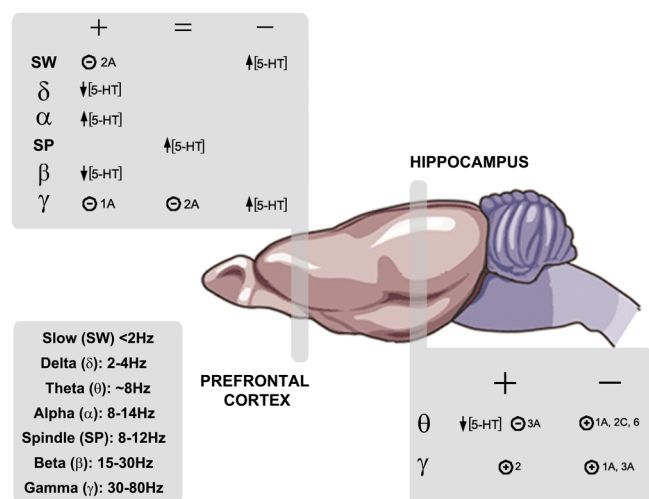 + = −
SW ⊖ 2A ↑[5-HT]
δ ↓[5-HT]
α ↑[5-HT]
SP ↑[5-HT]
β ↓[5-HT]
γ ⊖ 1A ⊖ 2A ↑[5-HT]
HIPPOCAMPUS
Slow (SW) <2Hz
Delta (δ): 2-4Hz
Theta (θ): ~8Hz
Alpha (α): 8-14Hz
Spindle (SP): 8-12Hz
Beta (β): 15-30Hz
Gamma (γ): 30-80Hz
PREFRONTAL
CORTEX
+ −
θ ↓[5-HT] ⊖ 3A ⊕ 1A, 2C, 6
γ ⊕ 2 ⊕ 1A, 3A